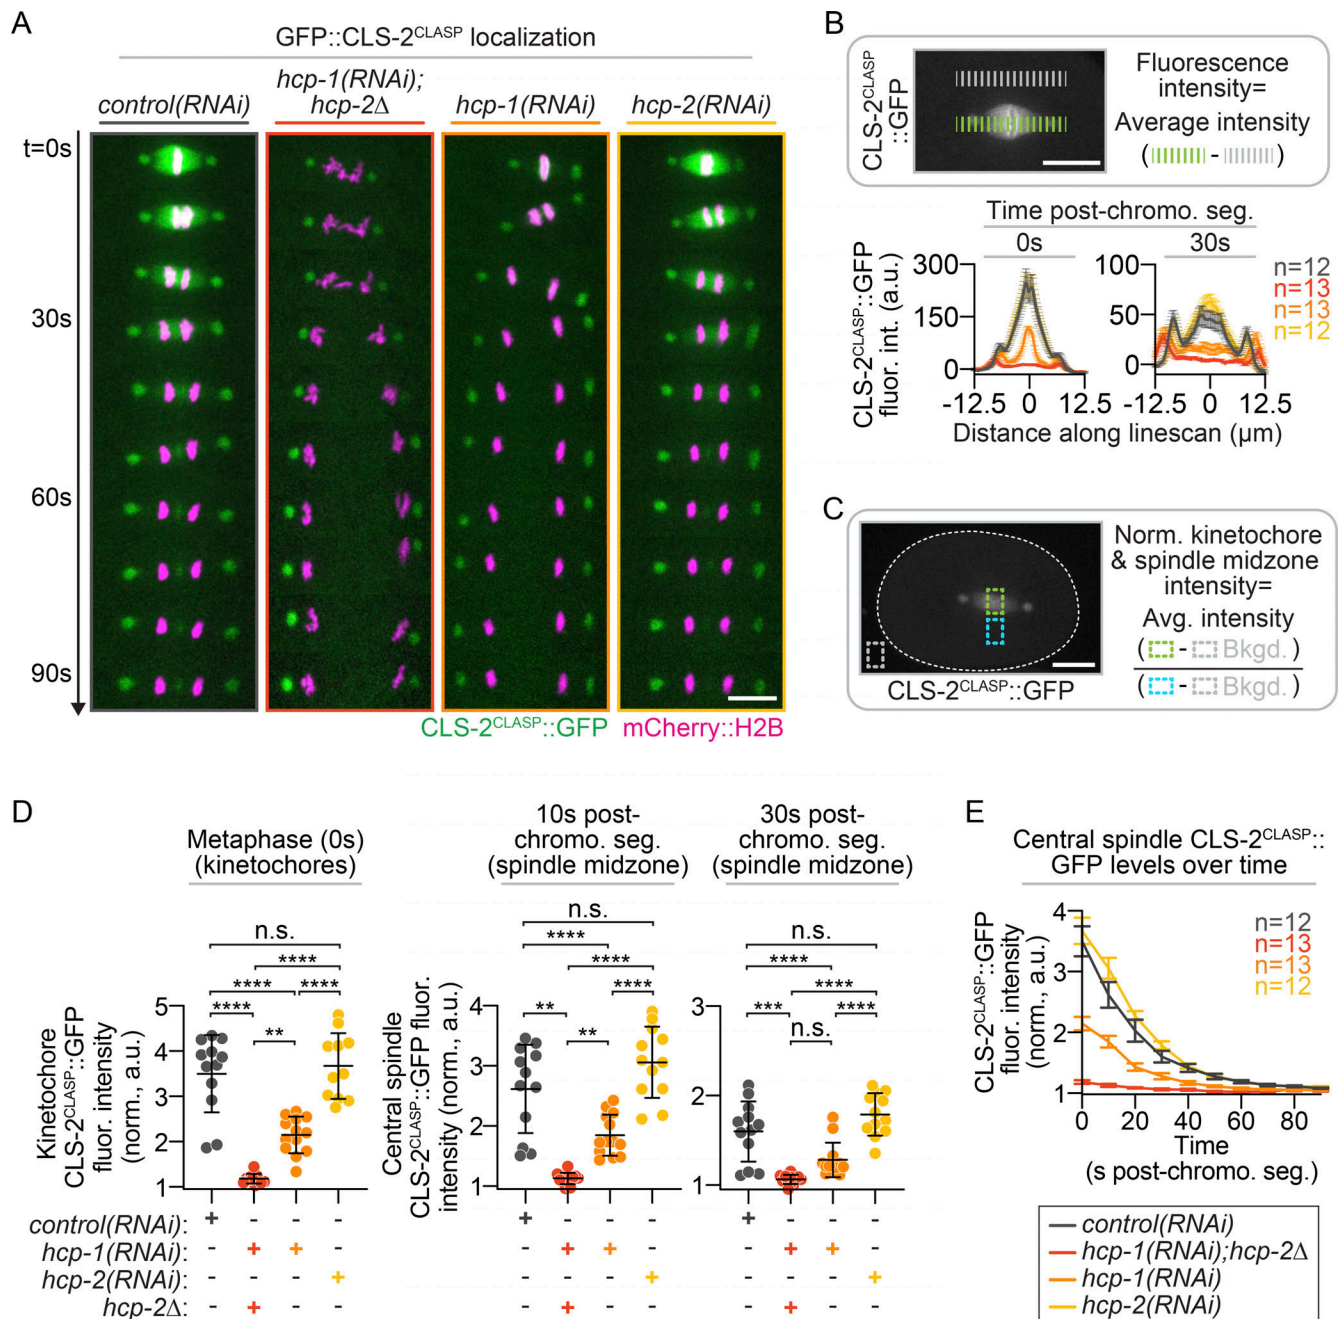 A
GFP::CLS-2CLASP localization
control(RNAi)
hcp-1(RNAi);
hcp-2Δ
hcp-1(RNAi)
hcp-2(RNAi)
t=0s
30s
60s
90s
CLS-2CLASP::GFP
mCherry::H2B
B
CLS-2CLASP
::GFP
Fluorescence
intensity=
Average intensity
( - )
Time post-chromo. seg.
0s
30s
CLS-2CLASP::GFP
fluor. int. (a.u.)
300
150
0
100
50
0
n=12
n=13
n=13
n=12
-12.5 0 12.5
-12.5 0 12.5
Distance along linescan (µm)
C
CLS-2CLASP::GFP
Norm. kinetochore
& spindle midzone
intensity=
Avg. intensity
( - Bkgd. )
( - Bkgd. )
D
Metaphase (0s)
(kinetochores)
10s post-
chromo. seg.
(spindle midzone)
30s post-
chromo. seg.
(spindle midzone)
Kinetochore
CLS-2CLASP::GFP
fluor. intensity
(norm., a.u.)
5
4
3
2
1
n.s.
****
**** ****
****
**
Central spindle
CLS-2CLASP::GFP fluor.
intensity (norm., a.u.)
4
3
2
1
n.s.
****
****
** ****
**
3
2
1
n.s.
****
****
*** ****
n.s.
control(RNAi): + - - - + - - - + - - -
hcp-1(RNAi): - + + - - + + - - + + -
hcp-2(RNAi): - - - + - - - + - - - +
hcp-2Δ: - + - - - + - - - + - -
E
Central spindle CLS-2CLASP::
GFP levels over time
CLS-2CLASP::GFP
fluor. intensity
(norm., a.u.)
4
3
2
1
n=12
n=13
n=13
n=12
0 20 40 60 80
Time
(s post-chromo. seg.)
control(RNAi)
hcp-1(RNAi);hcp-2Δ
hcp-1(RNAi)
hcp-2(RNAi)